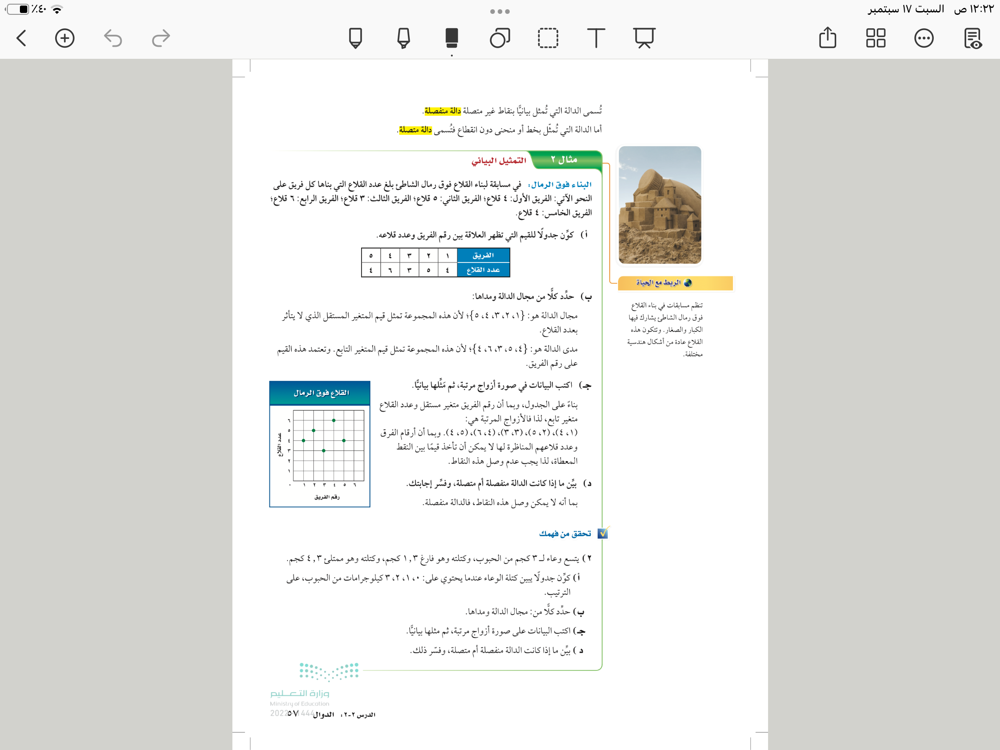 ١٢:٢٢ ص السبت ١٧ سبتمبر
٪٤٠
تُسمى الدالة التي تُمثل بيانيًّا بنقاط غير متصلة دالة منفصلة.
أما الدالة التي تُمثّل بخط أو منحنى دون انقطاع فتُسمى دالة متصلة.
مثال ٢ التمثيل البياني
البناء فوق الرمال: في مسابقة لبناء القلاع فوق رمال الشاطئ بلغ عدد القلاع التي بناها كل فريق على
النحو الآتي: الفريق الأول: ٤ قلاع؛ الفريق الثاني: ٥ قلاع؛ الفريق الثالث: ٣ قلاع؛ الفريق الرابع: ٦ قلاع؛
الفريق الخامس: ٤ قلاع.
أ) كوِّن جدولًا للقيم التي تظهر العلاقة بين رقم الفريق وعدد قلاعه.
الفريق ١ ٢ ٣ ٤ ٥
عدد القلاع ٤ ٥ ٣ ٦ ٤
ب) حدِّد كلًّا من مجال الدالة ومداها:
مجال الدالة هو: {١، ٢، ٣، ٤، ٥}؛ لأن هذه المجموعة تمثل قيم المتغير المستقل الذي لا يتأثر
بعدد القلاع.
مدى الدالة هو: {٤، ٥، ٣، ٦، ٤}؛ لأن هذه المجموعة تمثل قيم المتغير التابع. وتعتمد هذه القيم
على رقم الفريق.
جـ) اكتب البيانات في صورة أزواج مرتبة، ثم مَثِّلها بيانيًّا.
بناءً على الجدول، وبما أن رقم الفريق متغير مستقل وعدد القلاع
متغير تابع، لذا فالأزواج المرتبة هي:
(١، ٤)، (٢، ٥)، (٣، ٣)، (٤، ٦)، (٥، ٤). وبما أن أرقام الفرق
وعدد قلاعهم المناظرة لها لا يمكن أن تأخذ قيمًا بين النقط
المعطاة، لذا يجب عدم وصل هذه النقاط.
د) بيِّن ما إذا كانت الدالة منفصلة أم متصلة، وفسِّر إجابتك.
بما أنه لا يمكن وصل هذه النقاط، فالدالة منفصلة.
القلاع فوق الرمال
عدد القلاع
٦
٥
٤
٣
٢
١
٠ ١ ٢ ٣ ٤ ٥ ٦
رقم الفريق
الربط مع الحياة
تنظم مسابقات في بناء القلاع
فوق رمال الشاطئ يشارك فيها
الكبار والصغار. وتتكون هذه
القلاع عادة من أشكال هندسية
مختلفة.
تحقق من فهمك
٢) يتسع وعاء لـ ٣ كجم من الحبوب، وكتلته وهو فارغ ١,٣ كجم، وكتلته وهو ممتلئ ٤,٣ كجم.
أ) كوِّن جدولًا يبين كتلة الوعاء عندما يحتوي على: ٠، ١، ٢، ٣ كيلوجرامات من الحبوب، على
الترتيب.
ب) حدِّد كلًّا من: مجال الدالة ومداها.
جـ) اكتب البيانات على صورة أزواج مرتبة، ثم مثلها بيانيًّا.
د) بيِّن ما إذا كانت الدالة منفصلة أم متصلة، وفسّر ذلك.
وزارة التعليم
Ministry of Education
2022 - 1444
الدرس ٢-٢: الدوال ٥٧